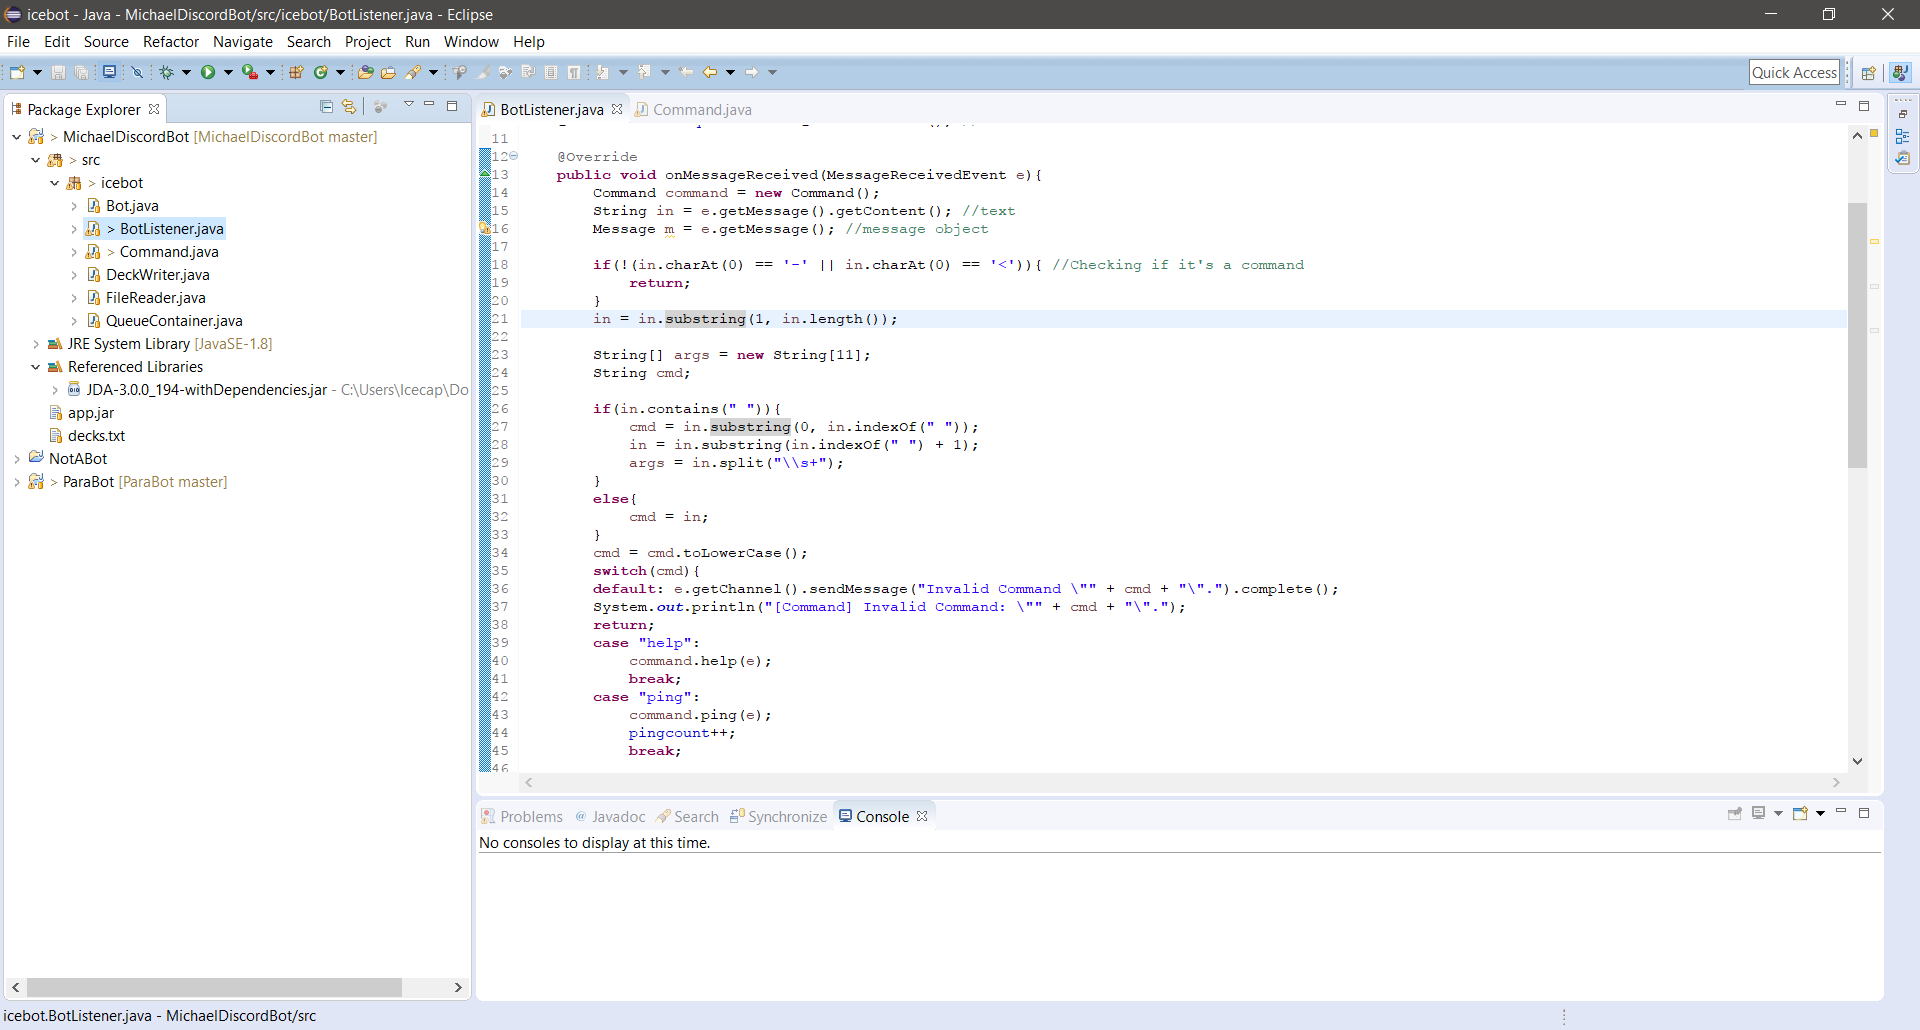 icebot - Java - MichaelDiscordBot/src/icebot/BotListener.java - Eclipse
File Edit Source Refactor Navigate Search Project Run Window Help
Quick Access
Package Explorer
> MichaelDiscordBot [MichaelDiscordBot master]
> src
> icebot
Bot.java
> BotListener.java
> Command.java
DeckWriter.java
FileReader.java
QueueContainer.java
JRE System Library [JavaSE-1.8]
Referenced Libraries
JDA-3.0.0_194-withDependencies.jar - C:\Users\Icecap\Do
app.jar
decks.txt
NotABot
> ParaBot [ParaBot master]
BotListener.java Command.java
11
12 @Override
13 public void onMessageReceived(MessageReceivedEvent e){
14 Command command = new Command();
15 String in = e.getMessage().getContent(); //text
16 Message m = e.getMessage(); //message object
17
18 if(!(in.charAt(0) == '-' || in.charAt(0) == '<')){ //Checking if it's a command
19 return;
20 }
21 in = in.substring(1, in.length());
22
23 String[] args = new String[11];
24 String cmd;
25
26 if(in.contains(" ")){
27 cmd = in.substring(0, in.indexOf(" "));
28 in = in.substring(in.indexOf(" ") + 1);
29 args = in.split("\\s+");
30 }
31 else{
32 cmd = in;
33 }
34 cmd = cmd.toLowerCase();
35 switch(cmd){
36 default: e.getChannel().sendMessage("Invalid Command \"" + cmd + "\".").complete();
37 System.out.println("[Command] Invalid Command: \"" + cmd + "\".");
38 return;
39 case "help":
40 command.help(e);
41 break;
42 case "ping":
43 command.ping(e);
44 pingcount++;
45 break;
46
Problems @ Javadoc Search Synchronize Console
No consoles to display at this time.
icebot.BotListener.java - MichaelDiscordBot/src